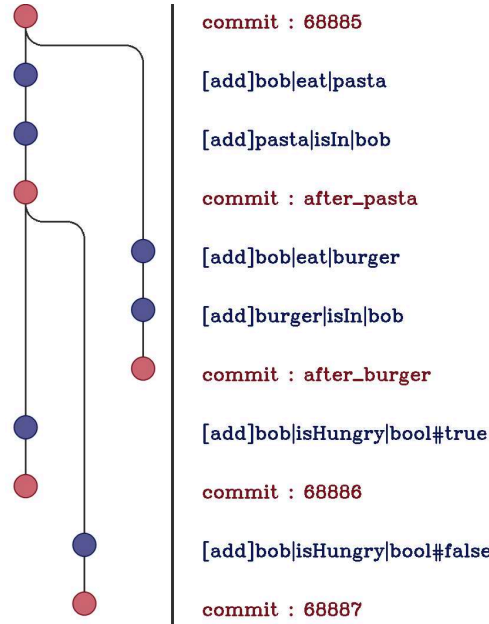 commit : 68885
[add]bob|eat|pasta
[add]pasta|isIn|bob
commit : after_pasta
[add]bob|eat|burger
[add]burger|isIn|bob
commit : after_burger
[add]bob|isHungry|bool#true
commit : 68886
[add]bob|isHungry|bool#false
commit : 68887